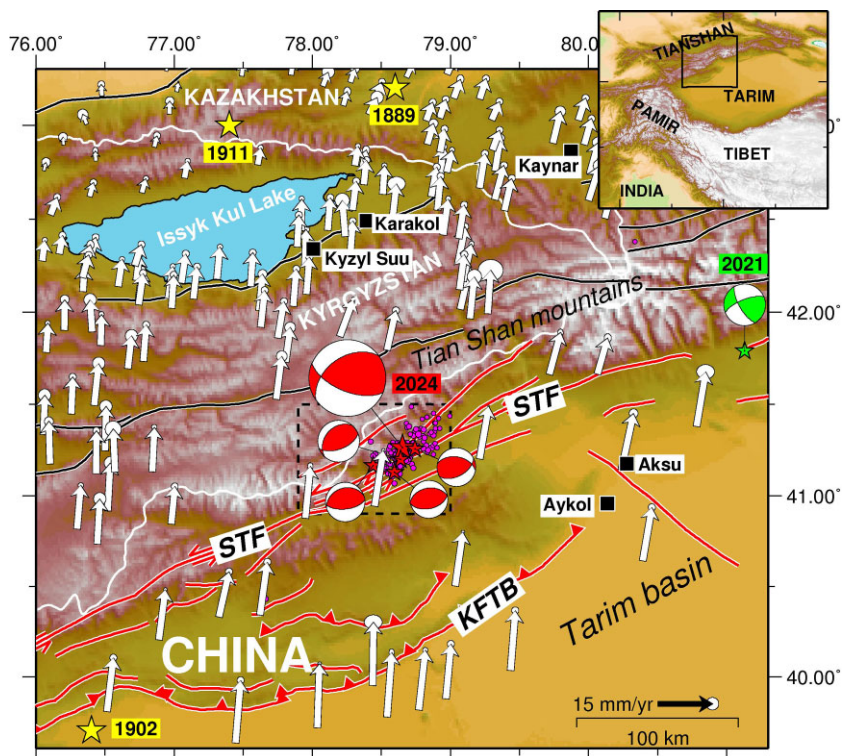 76.00°
77.00°
78.00°
79.00°
80.0
TIANSHAN
TARIM
PAMIR
TIBET
INDIA
0°
KAZAKHSTAN
1889
1911
Kaynar
Issyk Kul Lake
Karakol
Kyzyl Suu
KYRGYZSTAN
2021
42.00°
Tian Shan mountains
2024
STF
Aksu
41.00°
Aykol
STF
KFTB
Tarim basin
CHINA
40.00°
15 mm/yr
1902
100 km